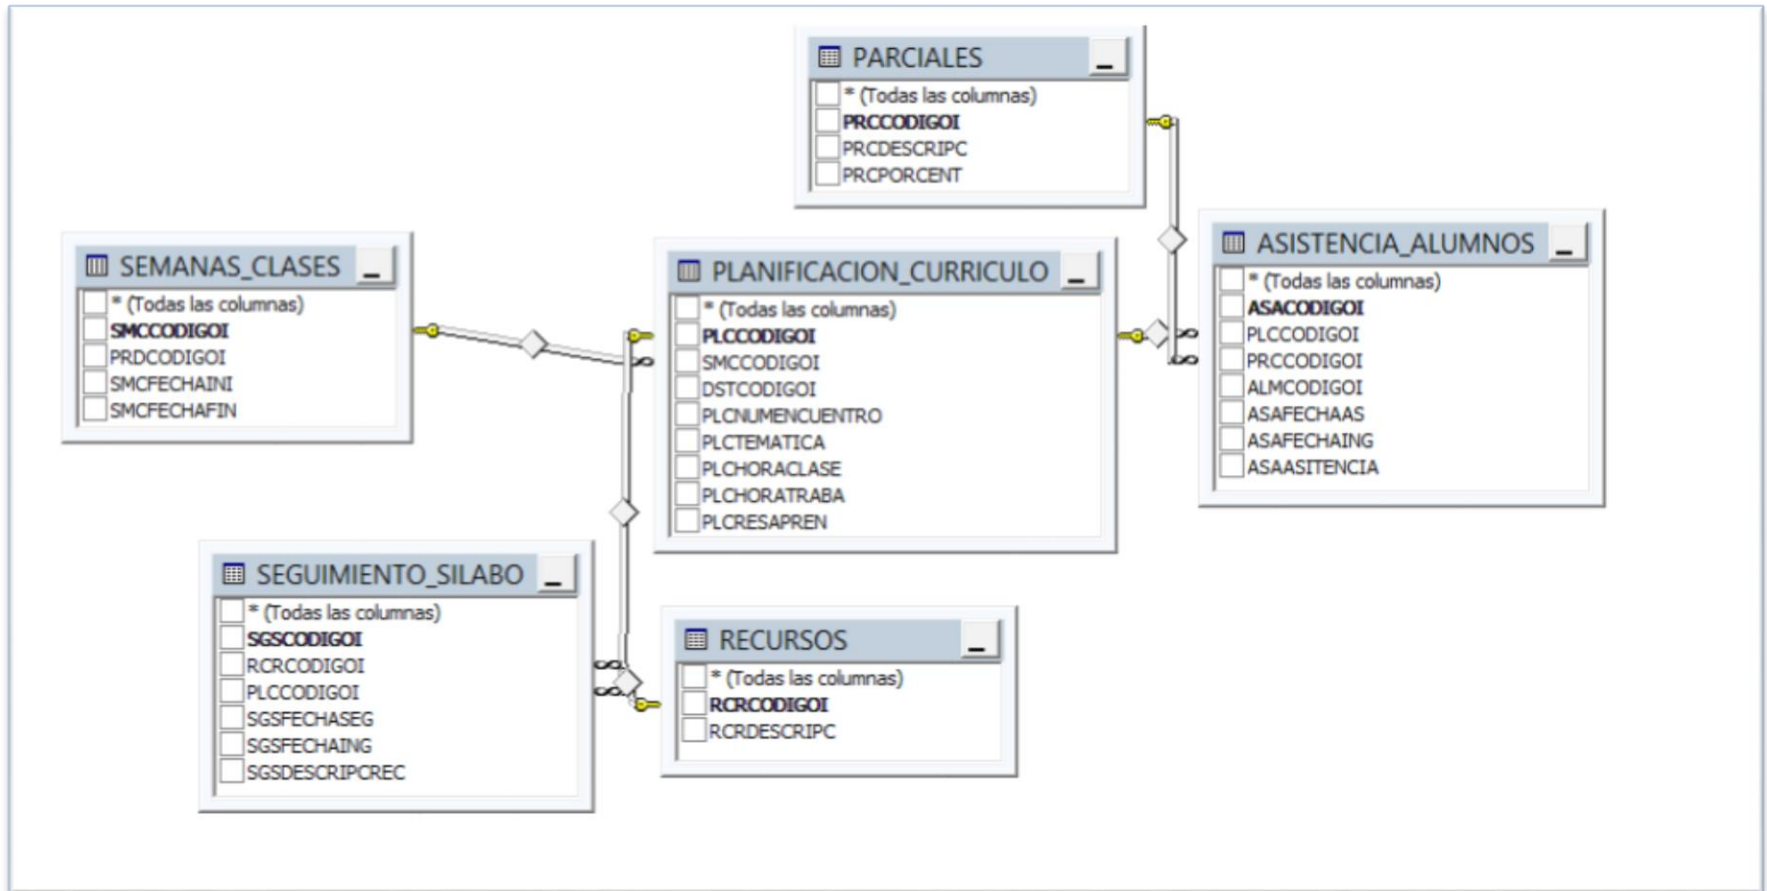 PARCIALES
* (Todas las columnas)
PRCCODIGOI
PRCDESCRIPC
PRCPORCENT
SEMANAS_CLASES
* (Todas las columnas)
SMCCODIGOI
PRDCODIGOI
SMCFECHAINI
SMCFECHAFIN
PLANIFICACION_CURRICULO
* (Todas las columnas)
PLCCODIGOI
SMCCODIGOI
DSTCODIGOI
PLCNUMENCUENTRO
PLCTEMATICA
PLCHORACLASE
PLCHORATRABA
PLCRESAPREN
ASISTENCIA_ALUMNOS
* (Todas las columnas)
ASACODIGOI
PLCCODIGOI
PRCCODIGOI
ALMCODIGOI
ASAFECHAAS
ASAFECHAING
ASAASITENCIA
SEGUIMIENTO_SILABO
* (Todas las columnas)
SGSCODIGOI
RCRCODIGOI
PLCCODIGOI
SGSFECHASEG
SGSFECHAING
SGSDESCRIPCREC
RECURSOS
* (Todas las columnas)
RCRCODIGOI
RCRDESCRIPC